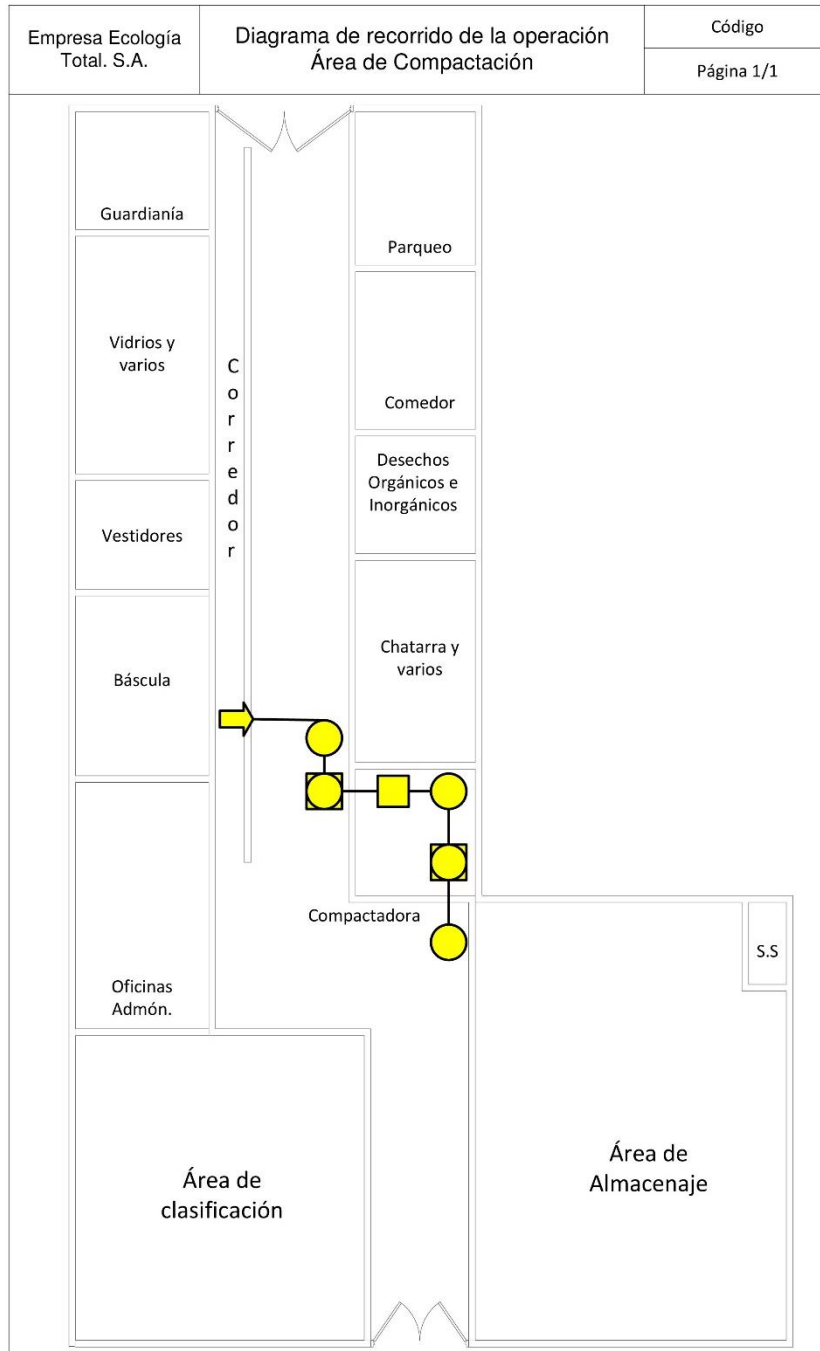 Empresa Ecología
Total. S.A.
Diagrama de recorrido de la operación
Área de Compactación
Código
Página 1/1
Guardianía
Parqueo
Vidrios y
varios
Corredor
Comedor
Desechos
Orgánicos e
Inorgánicos
Vestidores
Chatarra y
varios
Báscula
Compactadora
S.S
Oficinas
Admón.
Área de
clasificación
Área de
Almacenaje